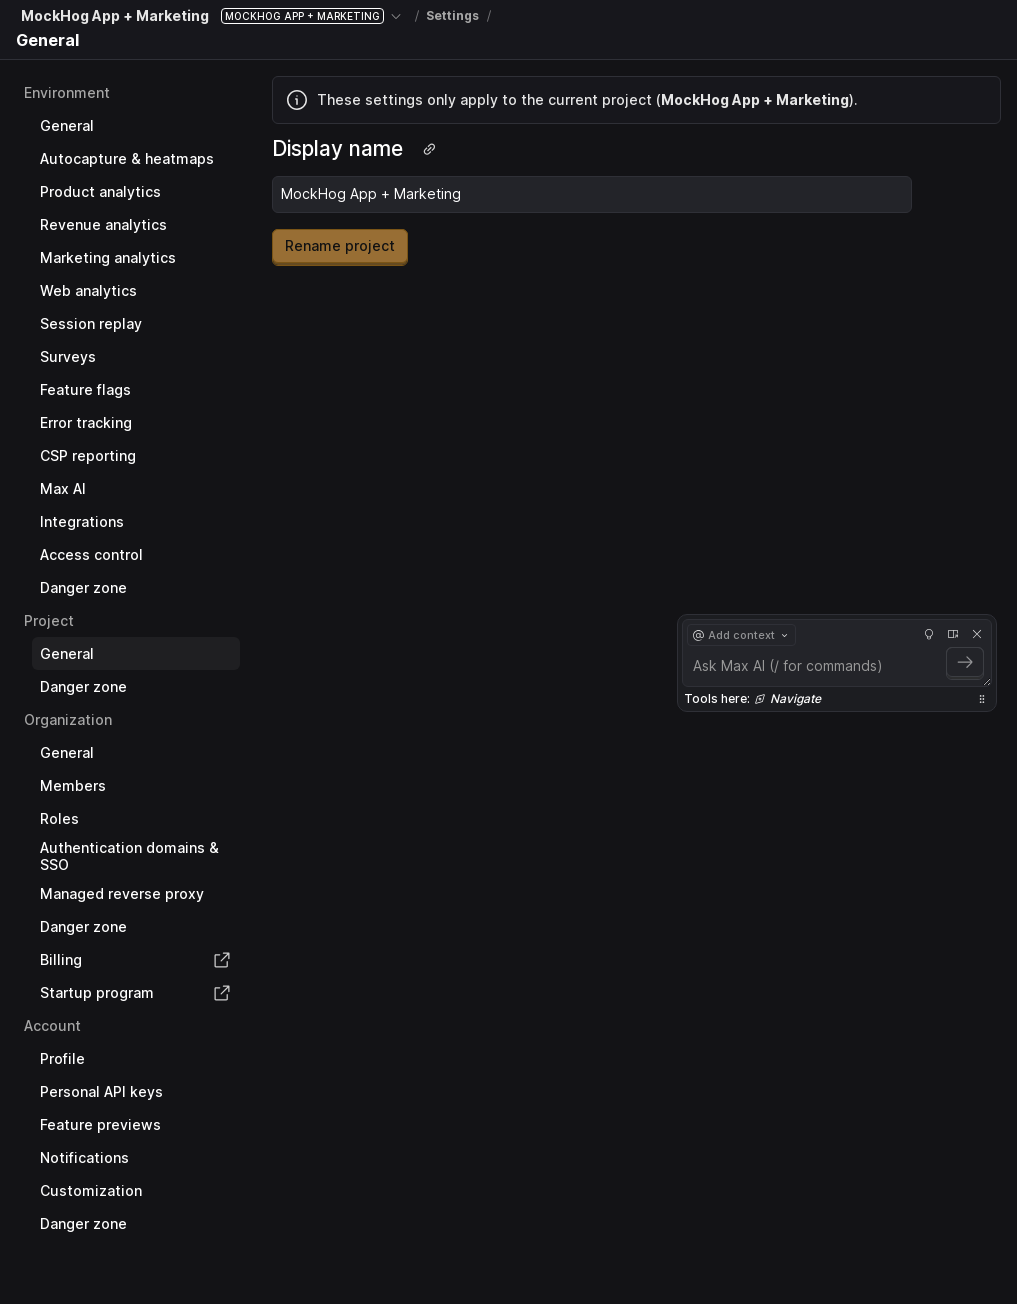 MockHog App + Marketing MOCKHOG APP + MARKETING / Settings /
General
Environment
General
Autocapture & heatmaps
Product analytics
Revenue analytics
Marketing analytics
Web analytics
Session replay
Surveys
Feature flags
Error tracking
CSP reporting
Max AI
Integrations
Access control
Danger zone
Project
General
Danger zone
Organization
General
Members
Roles
Authentication domains &
SSO
Managed reverse proxy
Danger zone
Billing
Startup program
Account
Profile
Personal API keys
Feature previews
Notifications
Customization
Danger zone
These settings only apply to the current project (MockHog App + Marketing).
Display name
MockHog App + Marketing
Rename project
Add context
Ask Max AI (/ for commands)
Tools here: Navigate